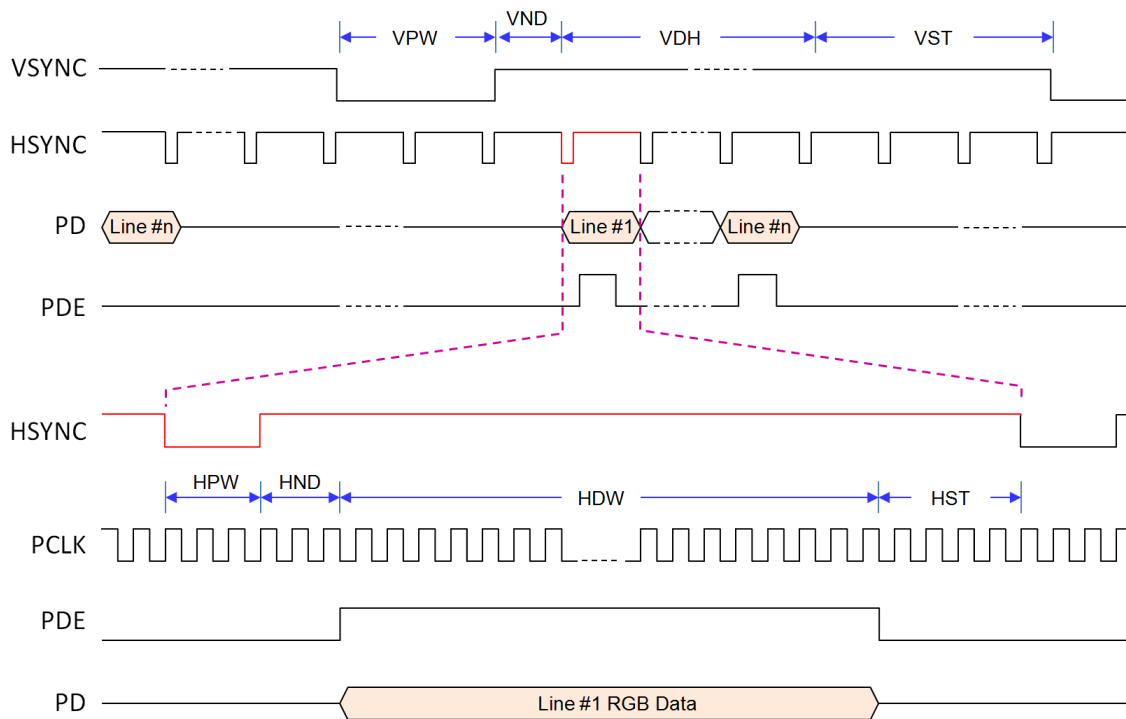 VPW VND VDH VST
VSYNC
HSYNC
PD Line #n Line #1 Line #n
PDE
HSYNC
HPW HND HDW HST
PCLK
PDE
PD Line #1 RGB Data